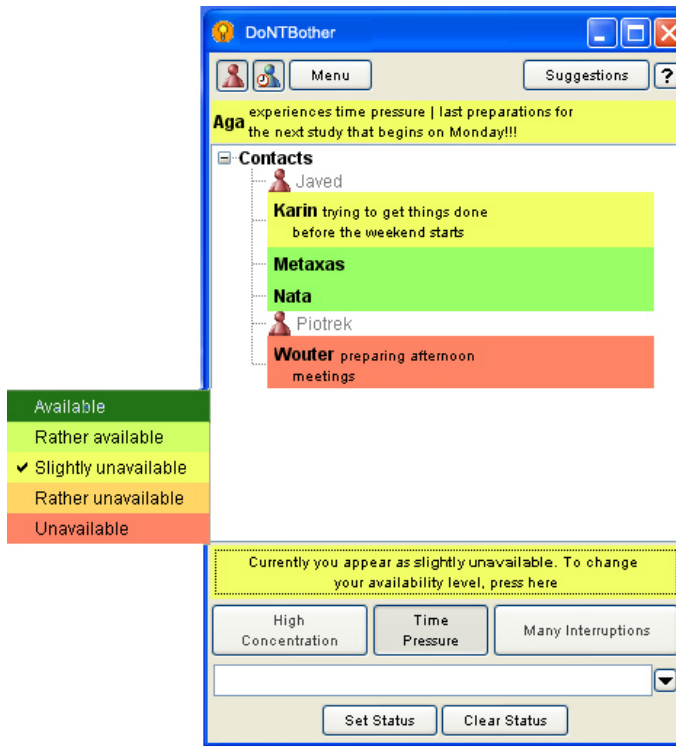 DoNTBother
Menu
Suggestions
?
Aga experiences time pressure | last preparations for
the next study that begins on Monday!!!
Contacts
Javed
Karin trying to get things done
before the weekend starts
Metaxas
Nata
Piotrek
Wouter preparing afternoon
meetings
Available
Rather available
Slightly unavailable
Rather unavailable
Unavailable
Currently you appear as slightly unavailable. To change
your availability level, press here
High
Concentration
Time
Pressure
Many Interruptions
Set Status
Clear Status